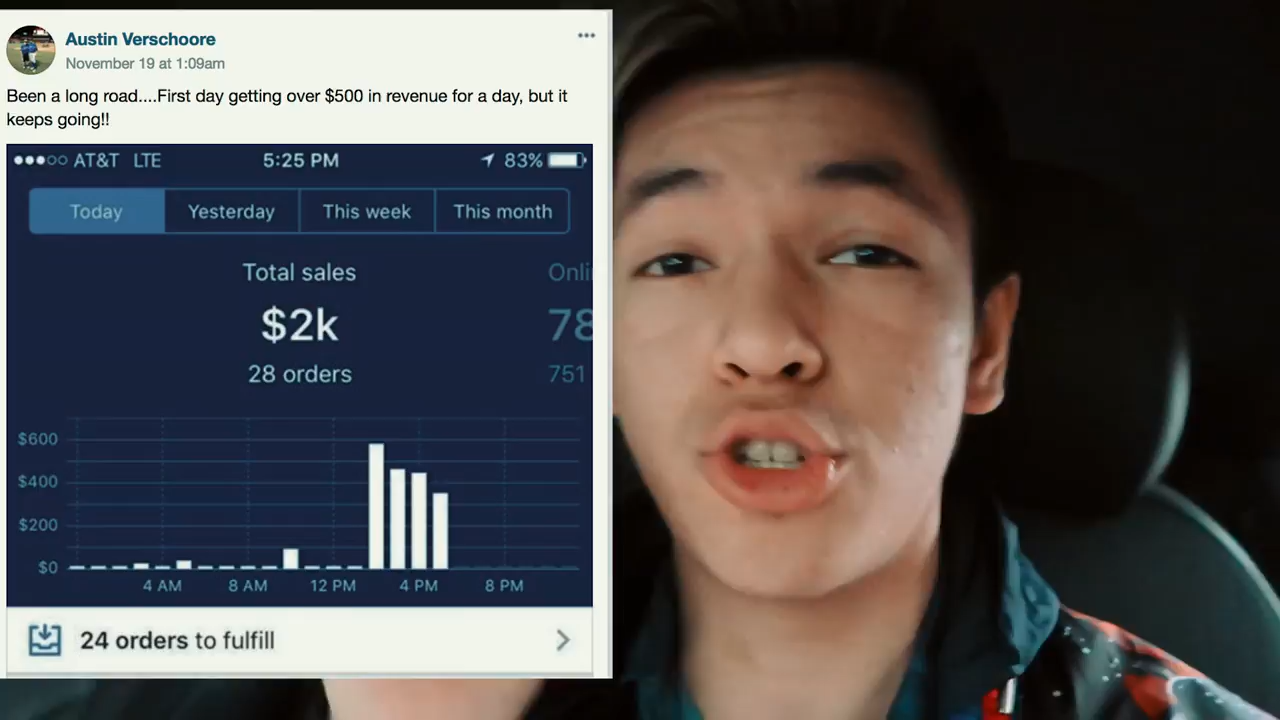 Austin Verschoore
November 19 at 1:09am
Been a long road....First day getting over $500 in revenue for a day, but it
keeps going!!
AT&T LTE 5:25 PM 83%
Today Yesterday This week This month
Total sales
$2k 78
28 orders 751
$600
$400
$200
$0
4 AM 8 AM 12 PM 4 PM 8 PM
24 orders to fulfill